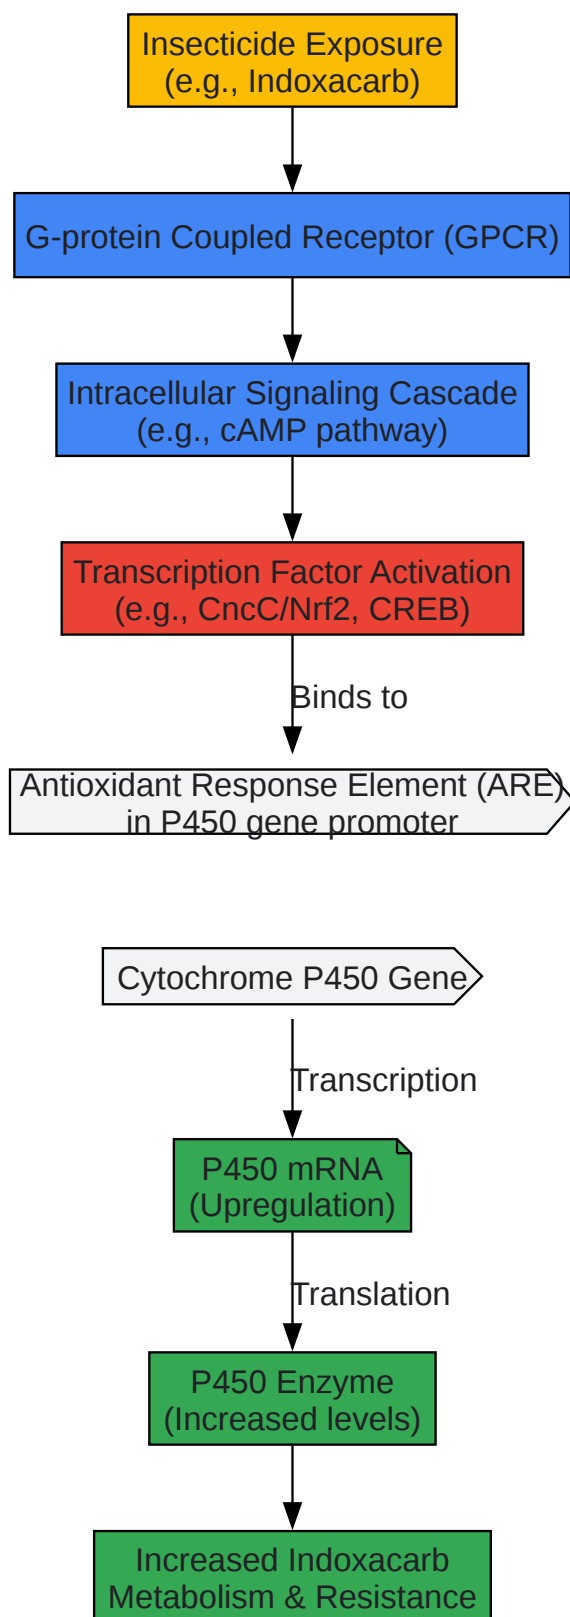 Insecticide Exposure
(e.g., Indoxacarb)
G-protein Coupled Receptor (GPCR)
Intracellular Signaling Cascade
(e.g., cAMP pathway)
Transcription Factor Activation
(e.g., CncC/Nrf2, CREB)
Binds to
Antioxidant Response Element (ARE)
in P450 gene promoter
Cytochrome P450 Gene
Transcription
P450 mRNA
(Upregulation)
Translation
P450 Enzyme
(Increased levels)
Increased Indoxacarb
Metabolism & Resistance